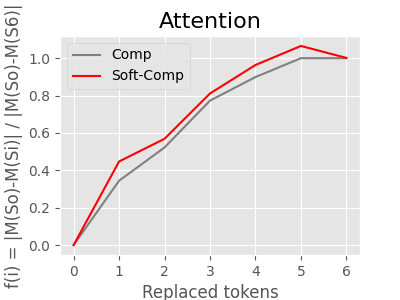 Attention
f(i) = |M(So)-M(Si)| / |M(So)-M(S6)|
Comp
Soft-Comp
1.0
0.8
0.6
0.4
0.2
0.0
0 1 2 3 4 5 6
Replaced tokens